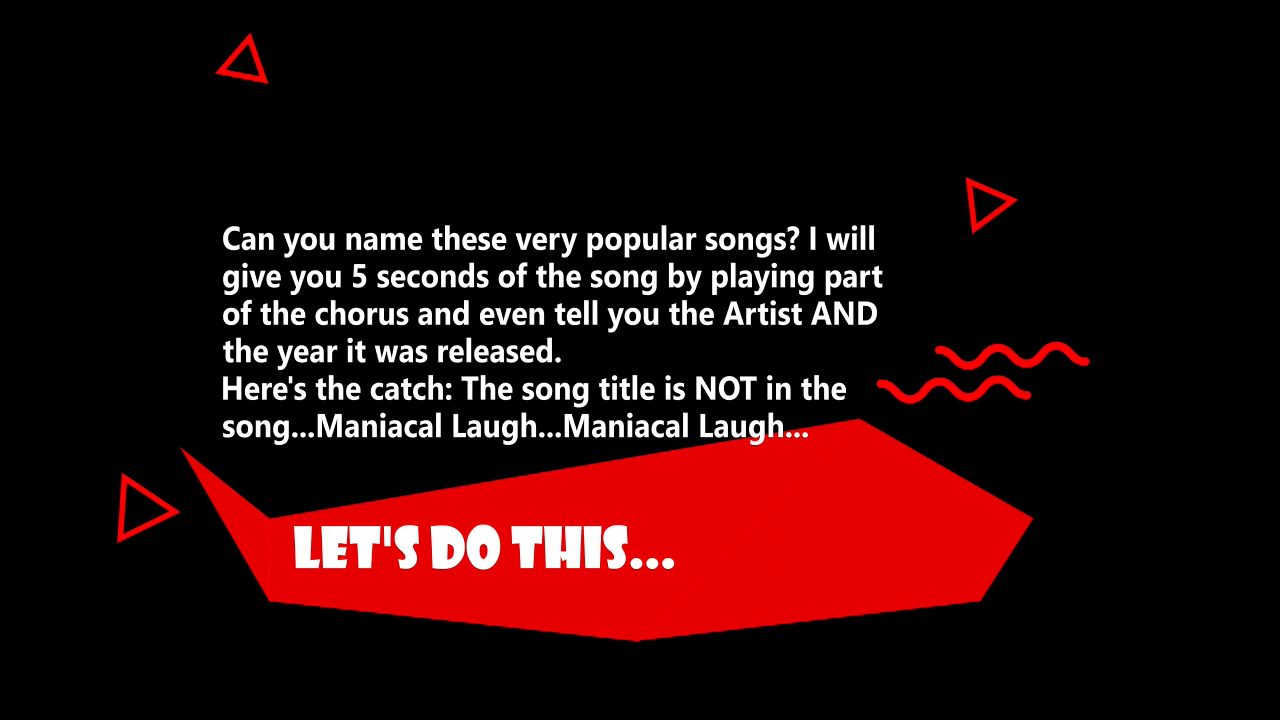 Can you name these very popular songs? I will
give you 5 seconds of the song by playing part
of the chorus and even tell you the Artist AND
the year it was released.
Here's the catch: The song title is NOT in the
song...Maniacal Laugh...Maniacal Laugh...
LET'S DO THIS...